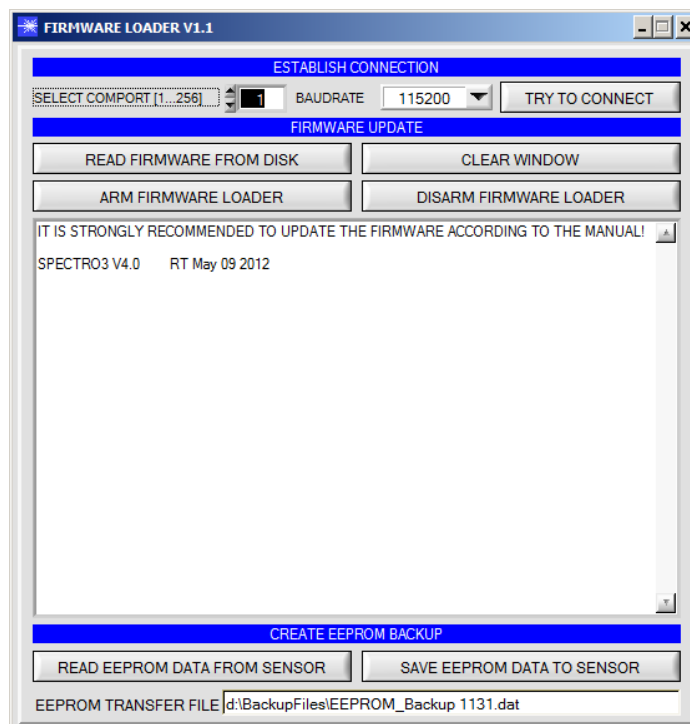 FIRMWARE LOADER V1.1
ESTABLISH CONNECTION
SELECT COMPORT [1...256] 1 BAUDRATE 115200 TRY TO CONNECT
FIRMWARE UPDATE
READ FIRMWARE FROM DISK CLEAR WINDOW
ARM FIRMWARE LOADER DISARM FIRMWARE LOADER
IT IS STRONGLY RECOMMENDED TO UPDATE THE FIRMWARE ACCORDING TO THE MANUAL!
SPECTRO3 V4.0 RT May 09 2012
CREATE EEPROM BACKUP
READ EEPROM DATA FROM SENSOR SAVE EEPROM DATA TO SENSOR
EEPROM TRANSFER FILE d:\BackupFiles\EEPROM_Backup 1131.dat